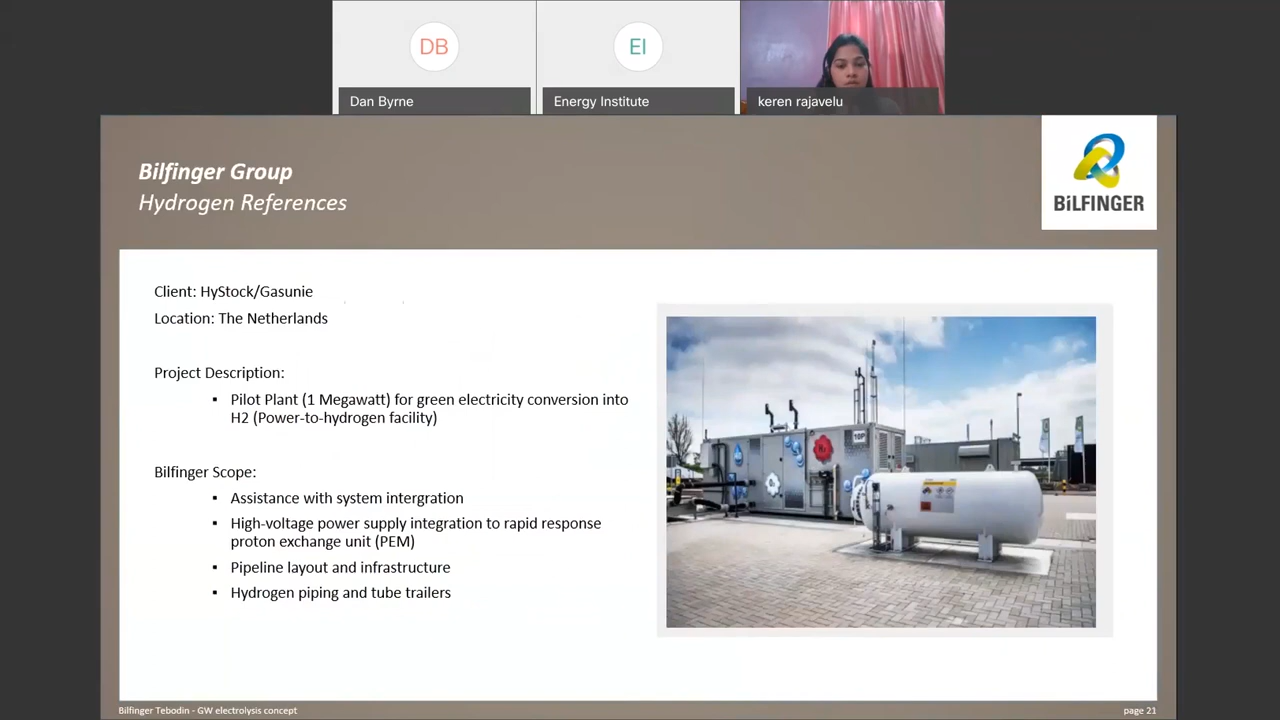 DB
EI
Dan Byrne
Energy Institute
keren rajavelu
Bilfinger Group
Hydrogen References
BiLFINGER
Client: HyStock/Gasunie
Location: The Netherlands
Project Description:
▪ Pilot Plant (1 Megawatt) for green electricity conversion into
H2 (Power-to-hydrogen facility)
Bilfinger Scope:
▪ Assistance with system intergration
▪ High-voltage power supply integration to rapid response
proton exchange unit (PEM)
▪ Pipeline layout and infrastructure
▪ Hydrogen piping and tube trailers
Bilfinger Tebodin - GW electrolysis concept
page 21